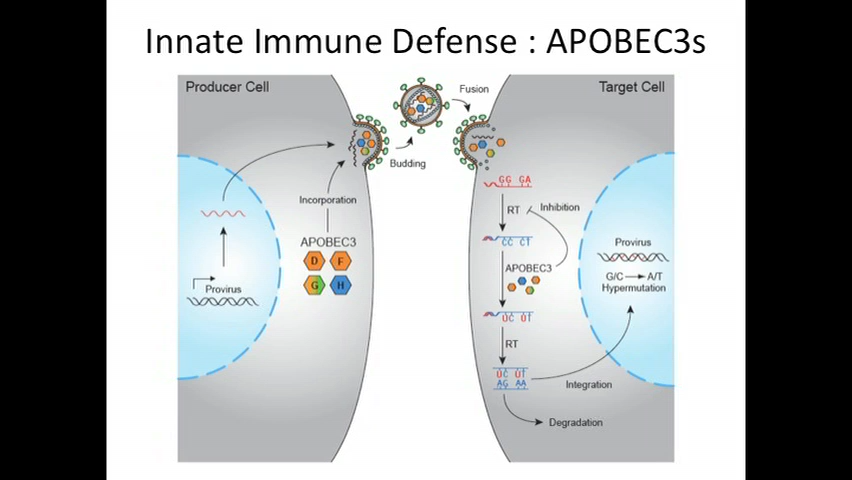 Innate Immune Defense : APOBEC3s
Producer Cell
Target Cell
Fusion
Budding
Incorporation
APOBEC3
D F
G H
Provirus
GG GA
RT
Inhibition
CC CT
APOBEC3
UC UT
RT
UC UT
AG AA
Integration
Degradation
Provirus
G/C → A/T
Hypermutation